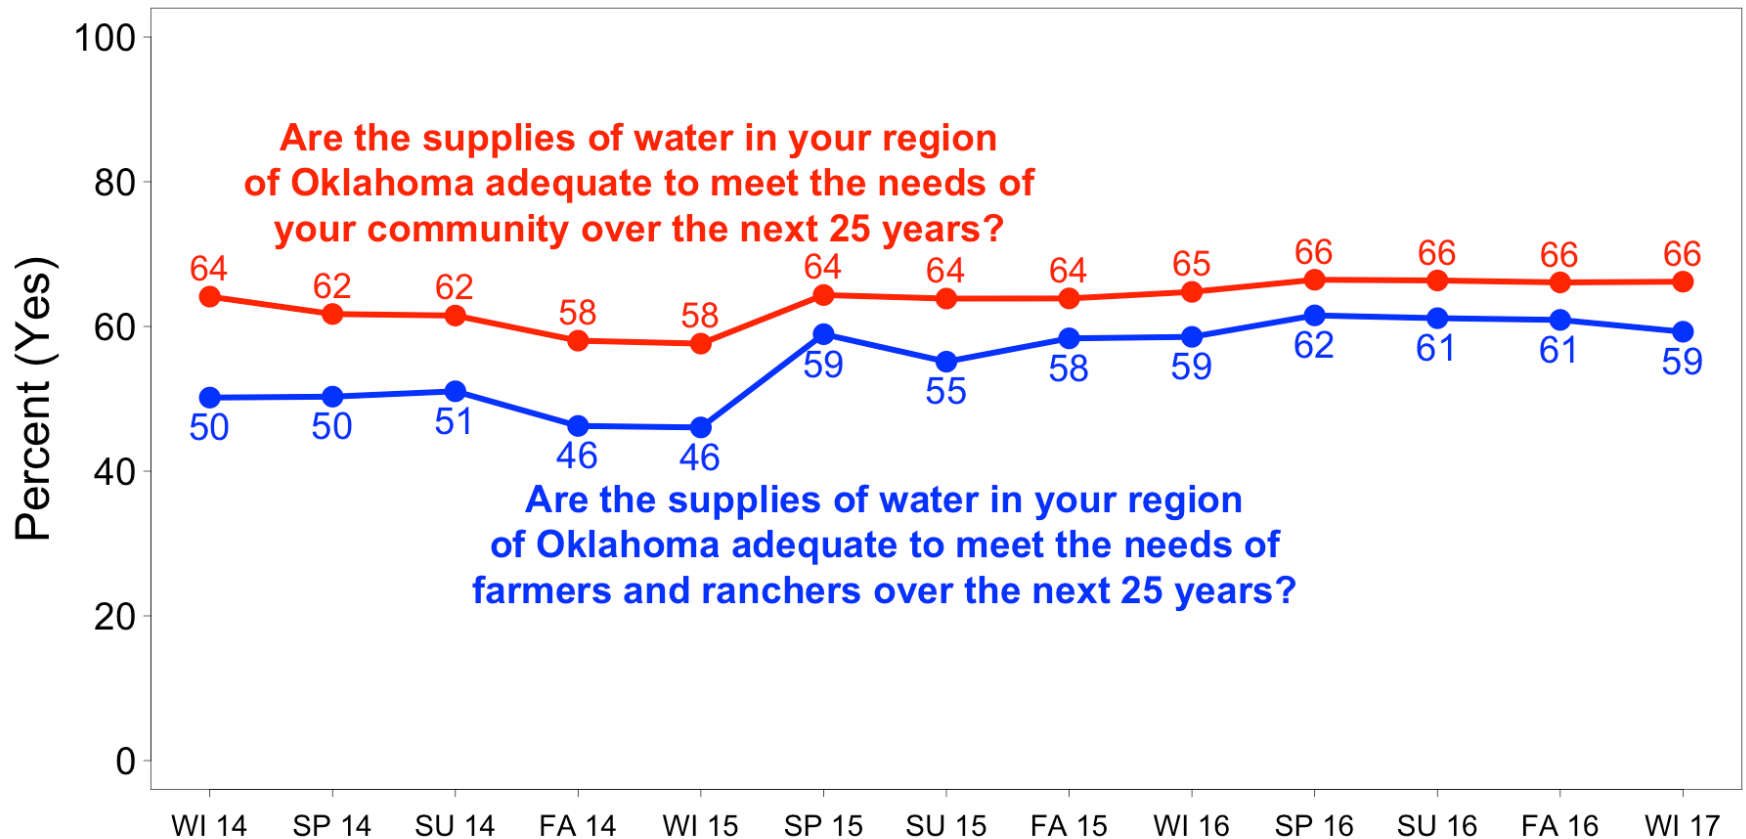 100
80
60
40
20
0
Percent (Yes)
Are the supplies of water in your region
of Oklahoma adequate to meet the needs of
your community over the next 25 years?
64 62 62 58 58 64 64 64 65 66 66 66 66
50 50 51 46 46 59 55 58 59 62 61 61 59
Are the supplies of water in your region
of Oklahoma adequate to meet the needs of
farmers and ranchers over the next 25 years?
WI 14 SP 14 SU 14 FA 14 WI 15 SP 15 SU 15 FA 15 WI 16 SP 16 SU 16 FA 16 WI 17